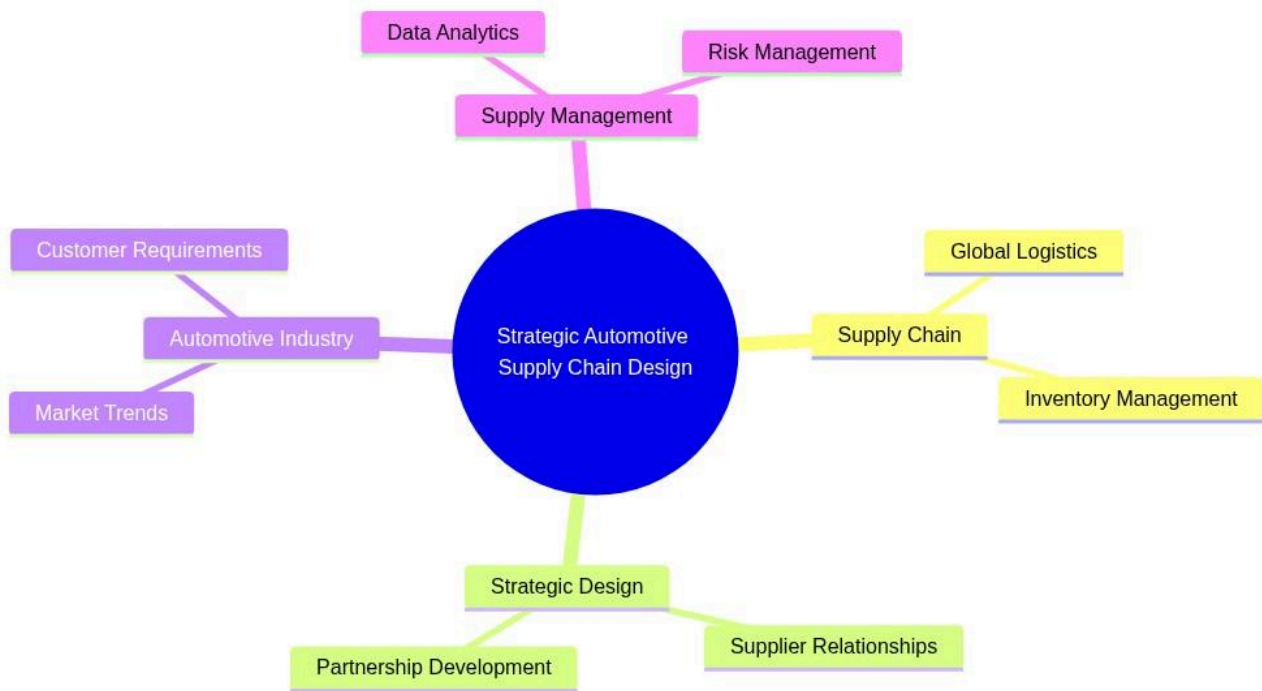 Data Analytics
Risk Management
Supply Management
Customer Requirements
Global Logistics
Automotive Industry
Strategic Automotive
Supply Chain Design
Supply Chain
Market Trends
Inventory Management
Strategic Design
Partnership Development
Supplier Relationships